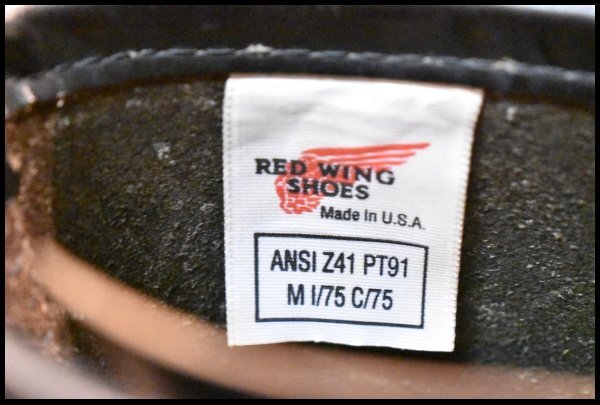 RED WING
SHOES
Made In U.S.A.
ANSI Z41 PT91
M I/75 C/75